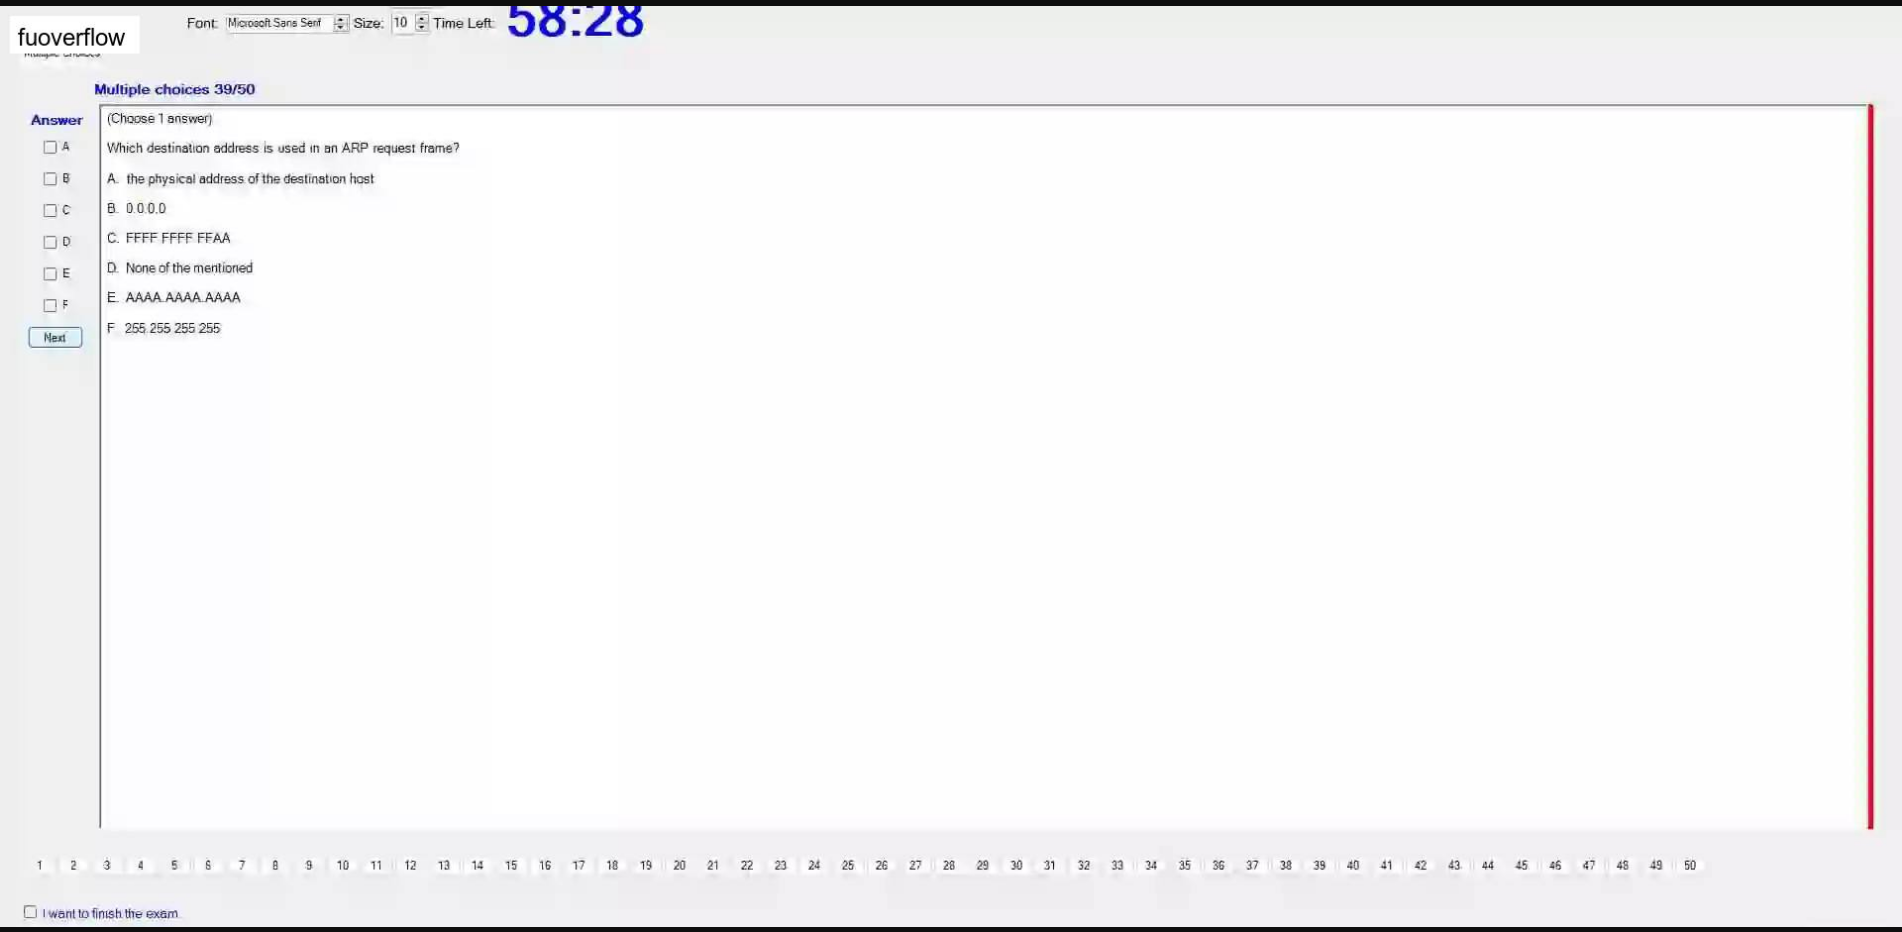 Font: Microsoft Sans Serif Size: 10 Time Left: 58:28
fuoverflow
Multiple choices
Multiple choices 39/50
Answer
(Choose 1 answer)
A
Which destination address is used in an ARP request frame?
B
A. the physical address of the destination host
C
B. 0.0.0.0
D
C. FFFF FFFF FFAA
E
D. None of the mentioned
F
E. AAAA.AAAA.AAAA
Next
F. 255 255 255 255
1 2 3 4 5 6 7 8 9 10 11 12 13 14 15 16 17 18 19 20 21 22 23 24 25 26 27 28 29 30 31 32 33 34 35 36 37 38 39 40 41 42 43 44 45 46 47 48 49 50
I want to finish the exam.